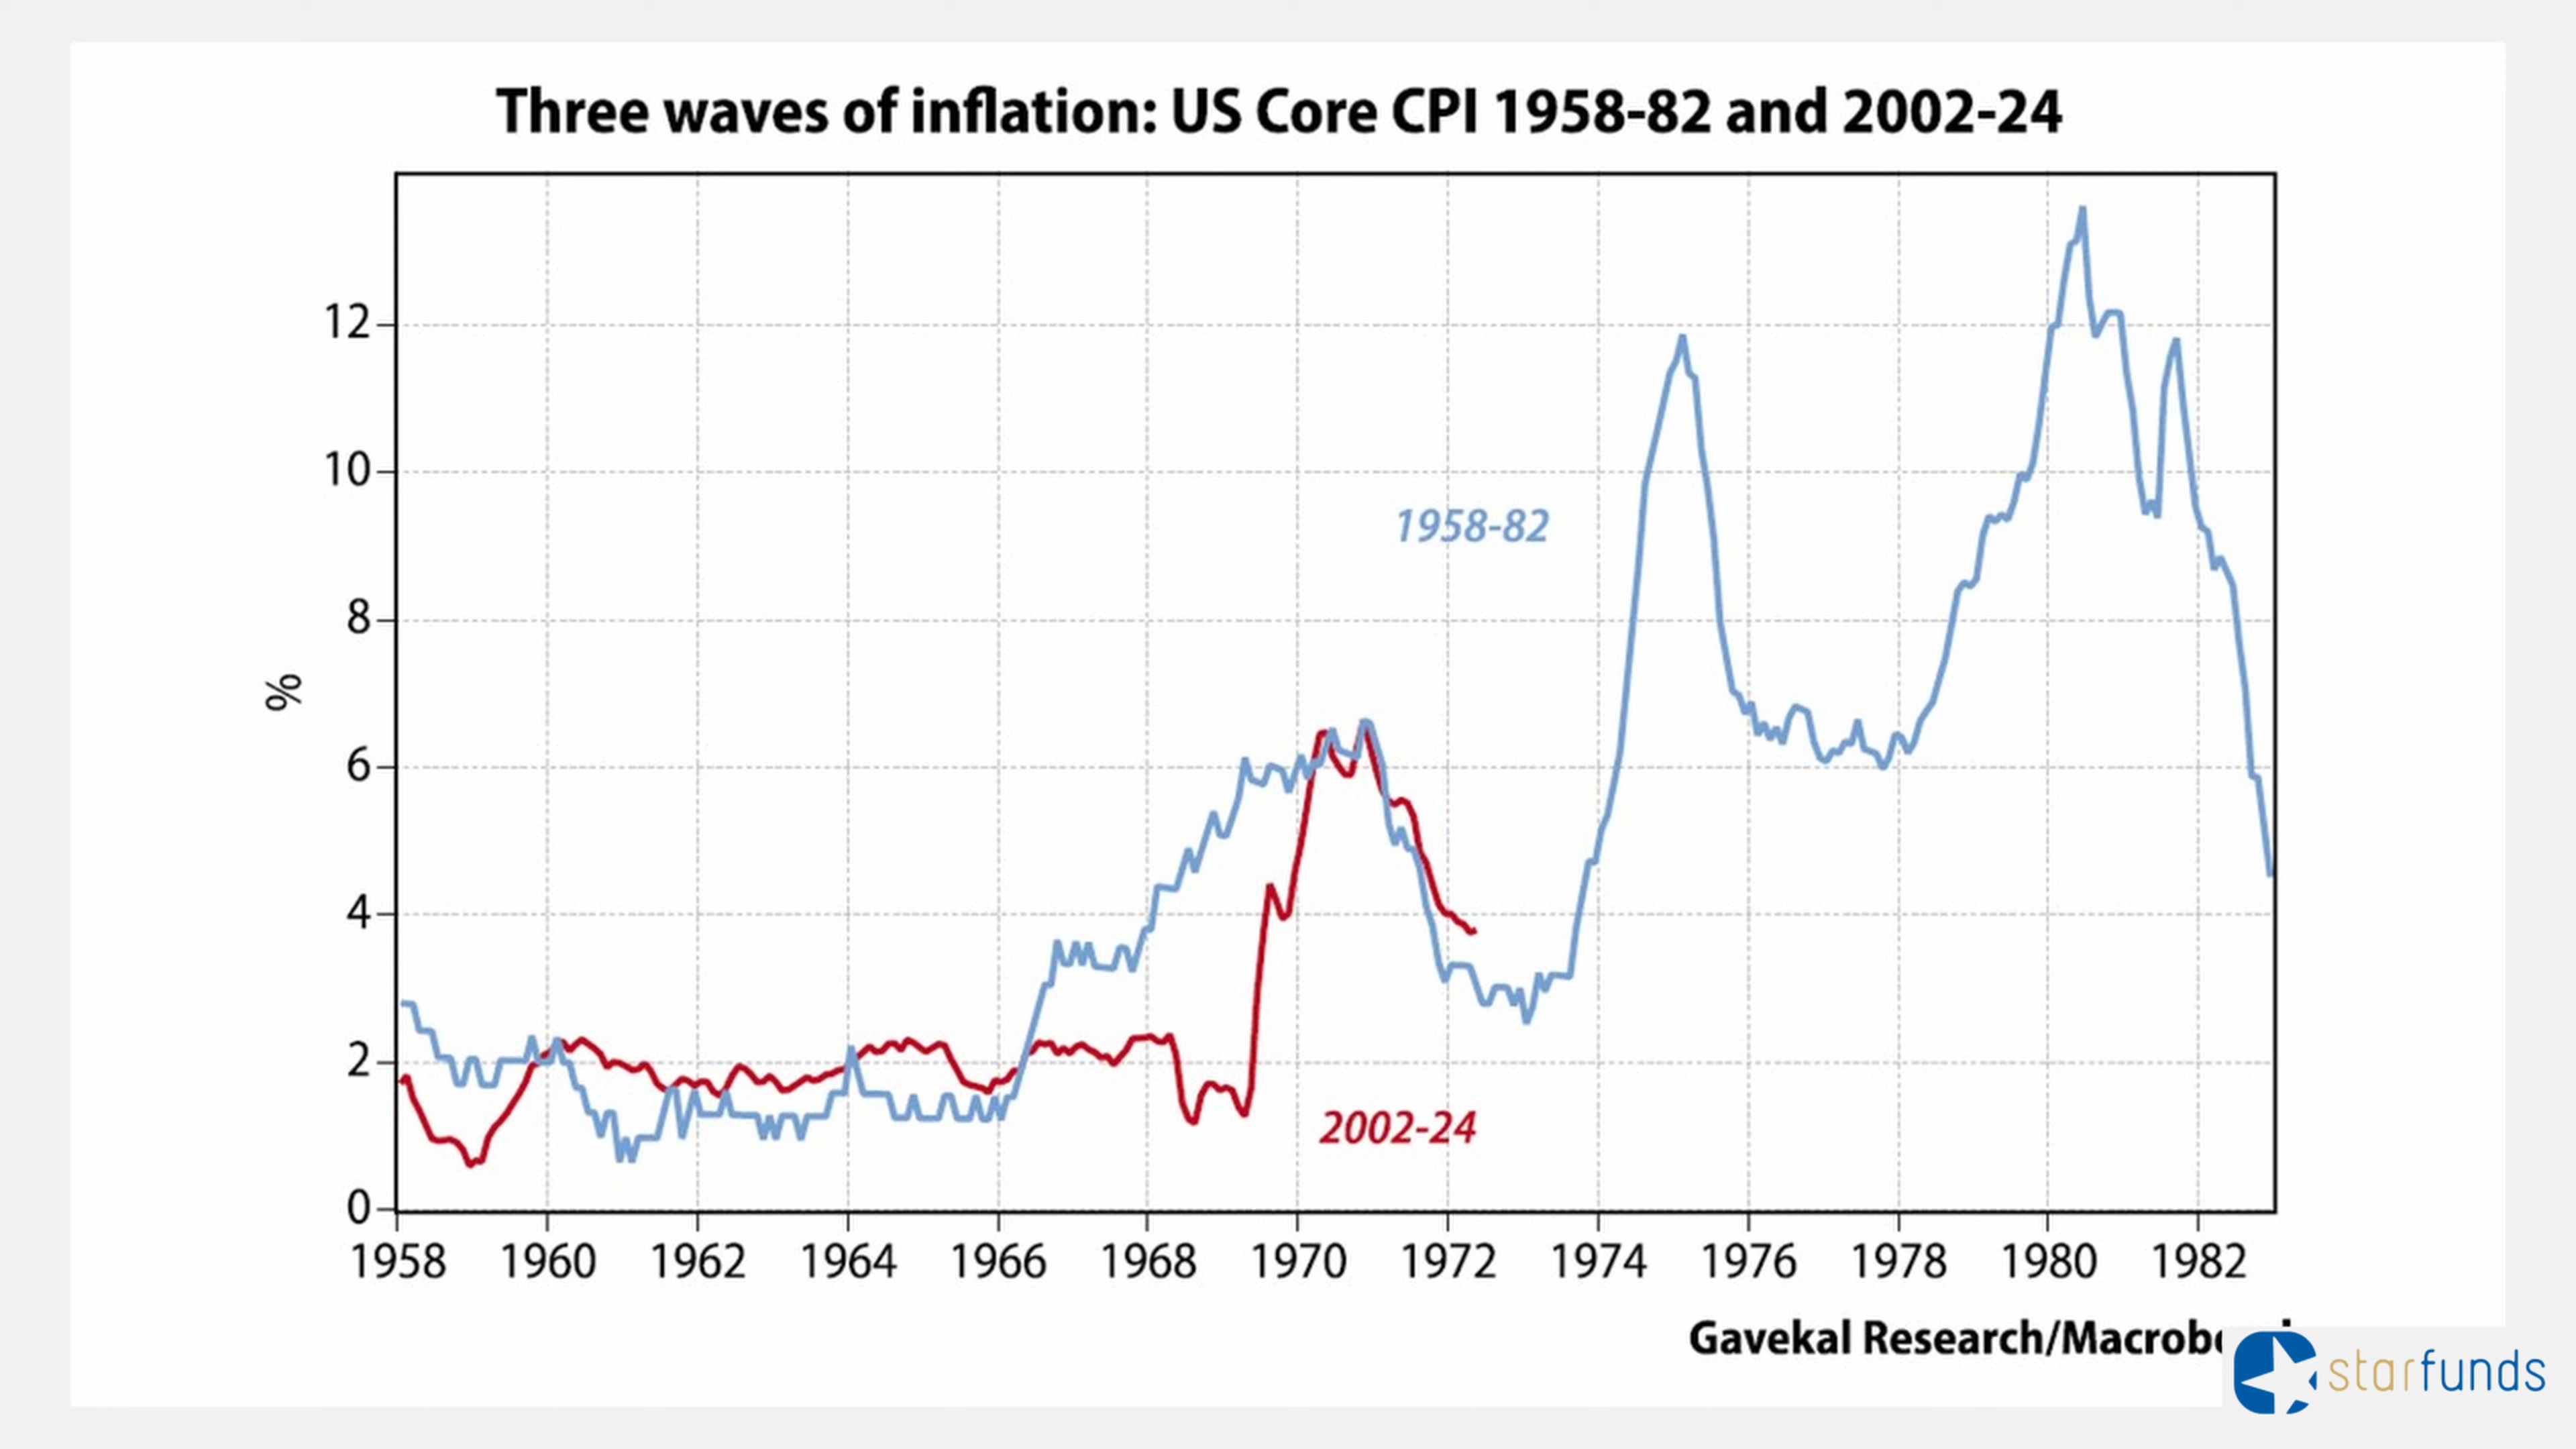 Three waves of inflation: US Core CPI 1958-82 and 2002-24
12
10
8
6
4
2
0
%
1958-82
2002-24
1958 1960 1962 1964 1966 1968 1970 1972 1974 1976 1978 1980 1982
Gavekal
starfunds